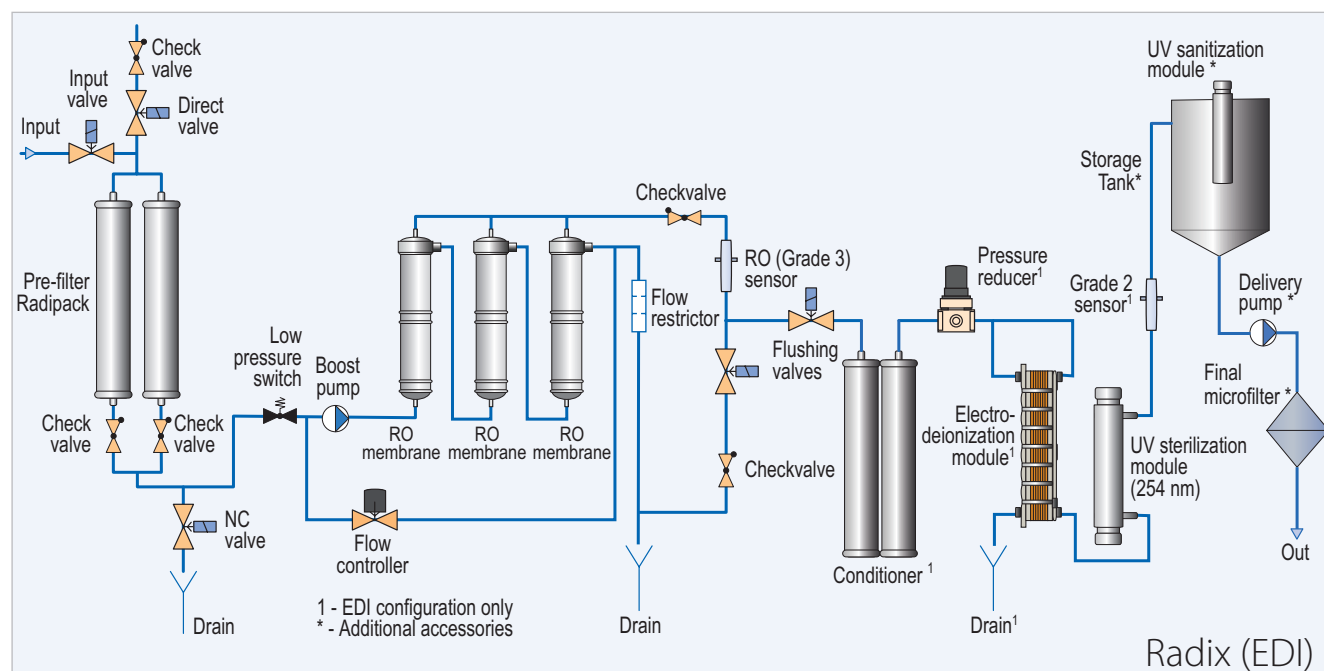 Check
valve
Input
valve
Direct
valve
Input
Pre-filter
Radipack
Check
valve
Check
valve
NC
valve
Drain
Low
pressure
switch
Boost
pump
RO
membrane
RO
membrane
RO
membrane
Flow
controller
1 - EDI configuration only
* - Additional accessories
Checkvalve
RO (Grade 3)
sensor
Flow
restrictor
Flushing
valves
Checkvalve
Drain
Conditioner ¹
Pressure
reducer¹
Electro-
deionization
module¹
Drain¹
UV sterilization
module
(254 nm)
Grade 2
sensor¹
Storage
Tank*
UV sanitization
module *
Delivery
pump *
Final
microfilter *
Out
Radix (EDI)